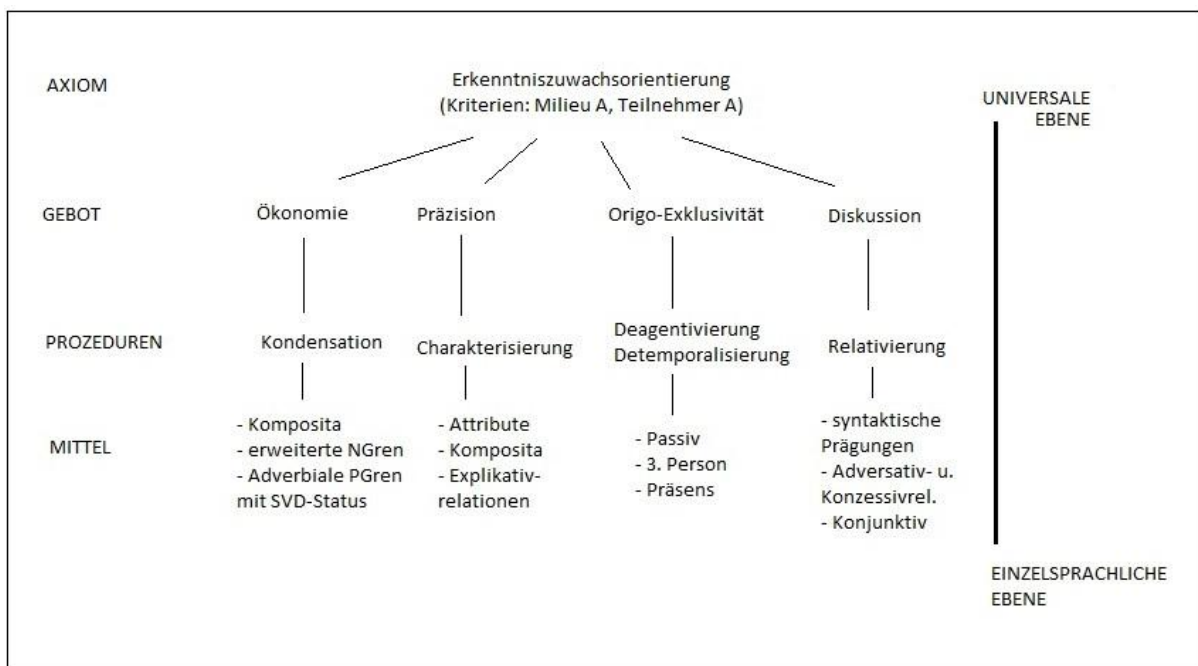 AXIOM
Erkenntniszuwachsorientierung
(Kriterien: Milieu A, Teilnehmer A)
UNIVERSALE
EBENE
GEBOT
Ökonomie
Präzision
Origo-Exklusivität
Diskussion
PROZEDUREN
Kondensation
Charakterisierung
Deagentivierung
Detemporalisierung
Relativierung
MITTEL
- Komposita
- erweiterte NGren
- Adverbiale PGren
mit SVD-Status
- Attribute
- Komposita
- Explikativ-
relationen
- Passiv
- 3. Person
- Präsens
- syntaktische
Prägungen
- Adversativ- u.
Konzessivrel.
- Konjunktiv
EINZELSPRACHLICHE
EBENE